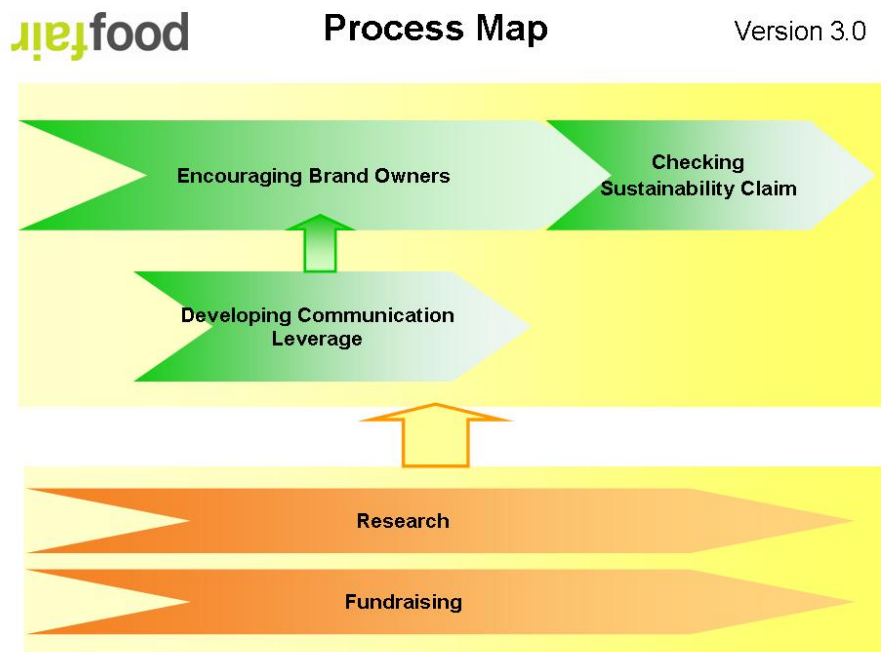 fairfood
Process Map
Version 3.0
Encouraging Brand Owners
Checking
Sustainability Claim
Developing Communication
Leverage
Research
Fundraising